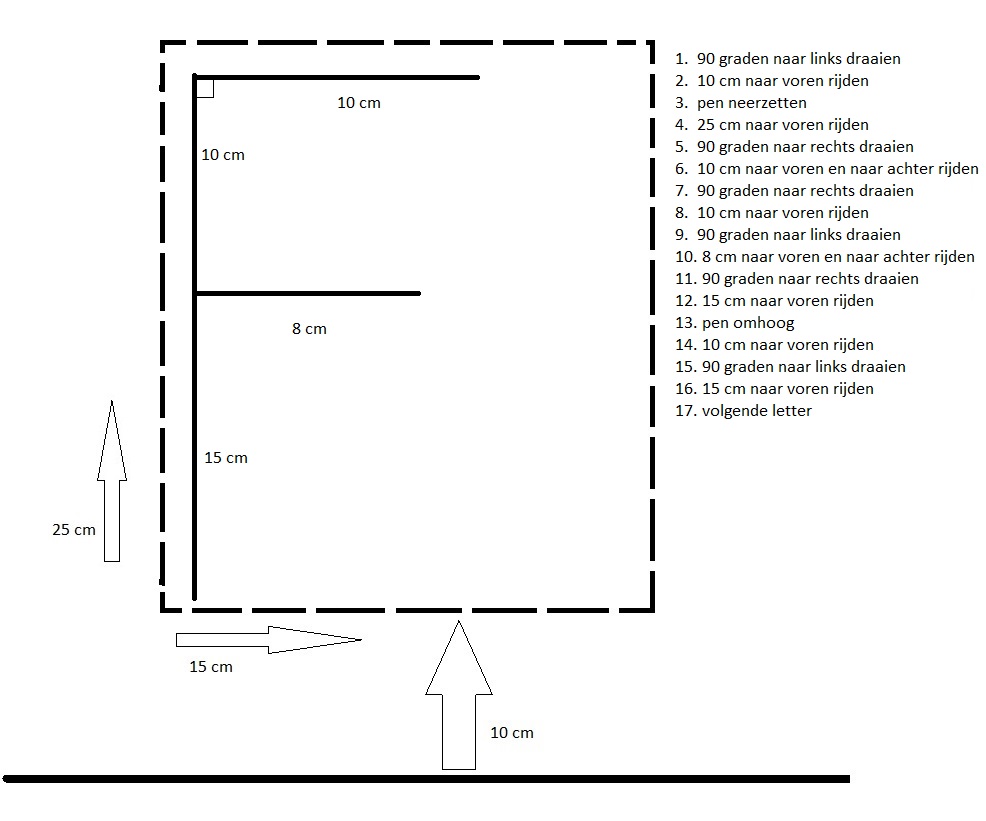 10 cm
10 cm
8 cm
15 cm
25 cm
15 cm
10 cm
1. 90 graden naar links draaien
2. 10 cm naar voren rijden
3. pen neerzetten
4. 25 cm naar voren rijden
5. 90 graden naar rechts draaien
6. 10 cm naar voren en naar achter rijden
7. 90 graden naar rechts draaien
8. 10 cm naar voren rijden
9. 90 graden naar links draaien
10. 8 cm naar voren en naar achter rijden
11. 90 graden naar rechts draaien
12. 15 cm naar voren rijden
13. pen omhoog
14. 10 cm naar voren rijden
15. 90 graden naar links draaien
16. 15 cm naar voren rijden
17. volgende letter